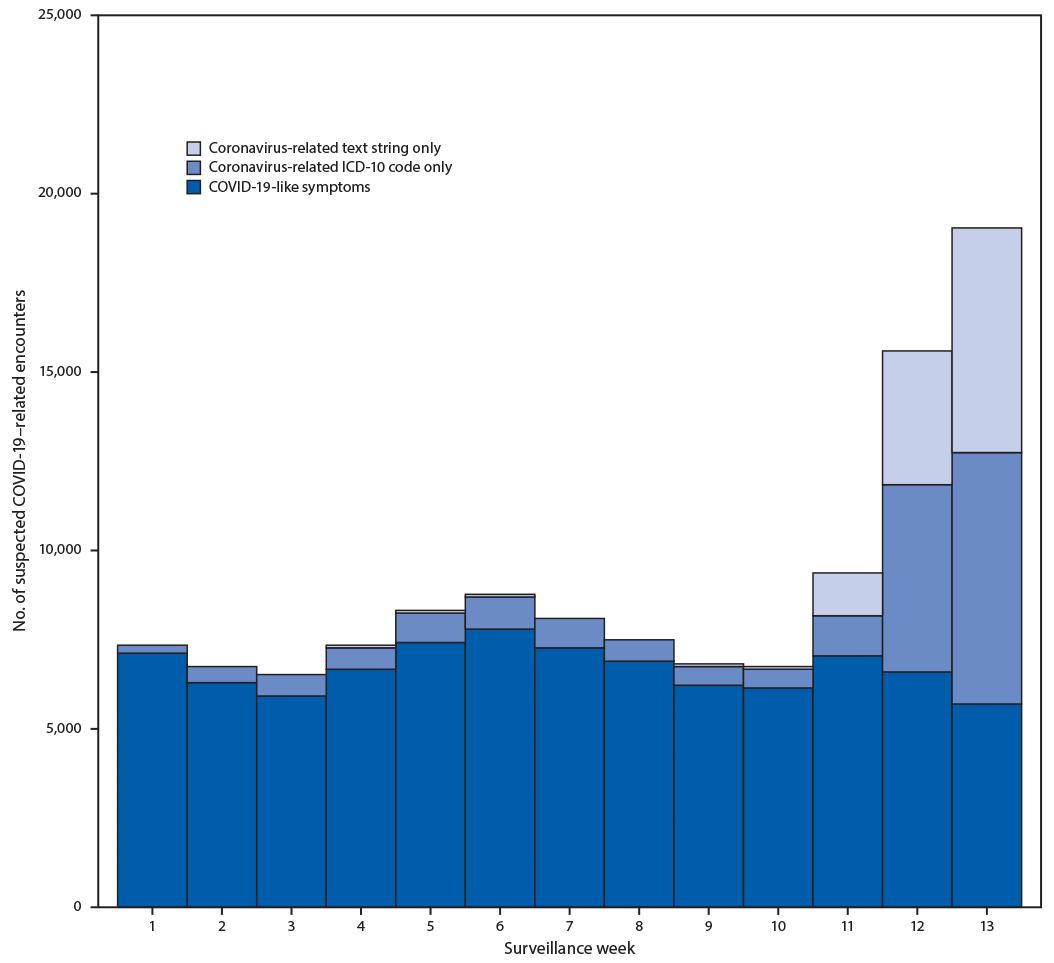 25,000
20,000
15,000
10,000
5,000
0
No. of suspected COVID-19–related encounters
Coronavirus-related text string only
Coronavirus-related ICD-10 code only
COVID-19-like symptoms
1 2 3 4 5 6 7 8 9 10 11 12 13
Surveillance week